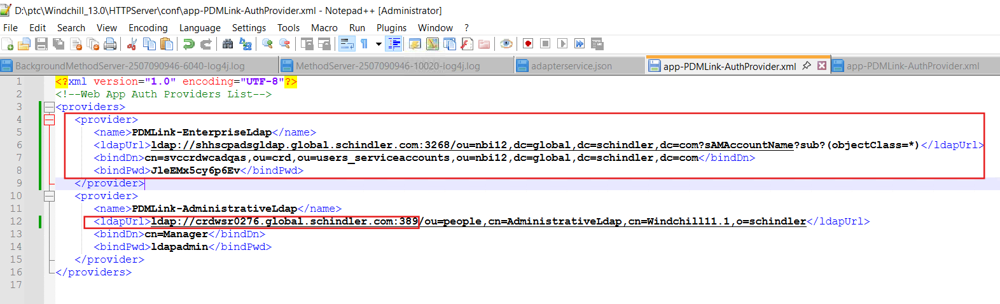 D:\ptc\Windchill_13.0\HTTPServer\conf\app-PDMLink-AuthProvider.xml - Notepad++ [Administrator]
File Edit Search View Encoding Language Settings Tools Macro Run Plugins Window ?
BackgroundMethodServer-2507090946-6040-log4j.log MethodServer-2507090946-10020-log4j.log adapterservice.json app-PDMLink-AuthProvider.xml app-PDMLink-AuthProvider.xml
1 <?xml version="1.0" encoding="UTF-8"?>
2 <!--Web App Auth Providers List-->
3 <providers>
4 <provider>
5 <name>PDMLink-EnterpriseLdap</name>
6 <ldapUrl>ldap://shhscpadsgldap.global.schindler.com:3268/ou=nbi12,dc=global,dc=schindler,dc=com?sAMAccountName?sub?(objectClass=*)</ldapUrl>
7 <bindDn>cn=svccrdwcadqas,ou=crd,ou=users_serviceaccounts,ou=nbi12,dc=global,dc=schindler,dc=com</bindDn>
8 <bindPwd>JleEMx5cy6p6Ev</bindPwd>
9 </provider>
10 <provider>
11 <name>PDMLink-AdministrativeLdap</name>
12 <ldapUrl>ldap://crdwsr0276.global.schindler.com:389/ou=people,cn=AdministrativeLdap,cn=Windchill11.1,o=schindler</ldapUrl>
13 <bindDn>cn=Manager</bindDn>
14 <bindPwd>ldapadmin</bindPwd>
15 </provider>
16 </providers>
17